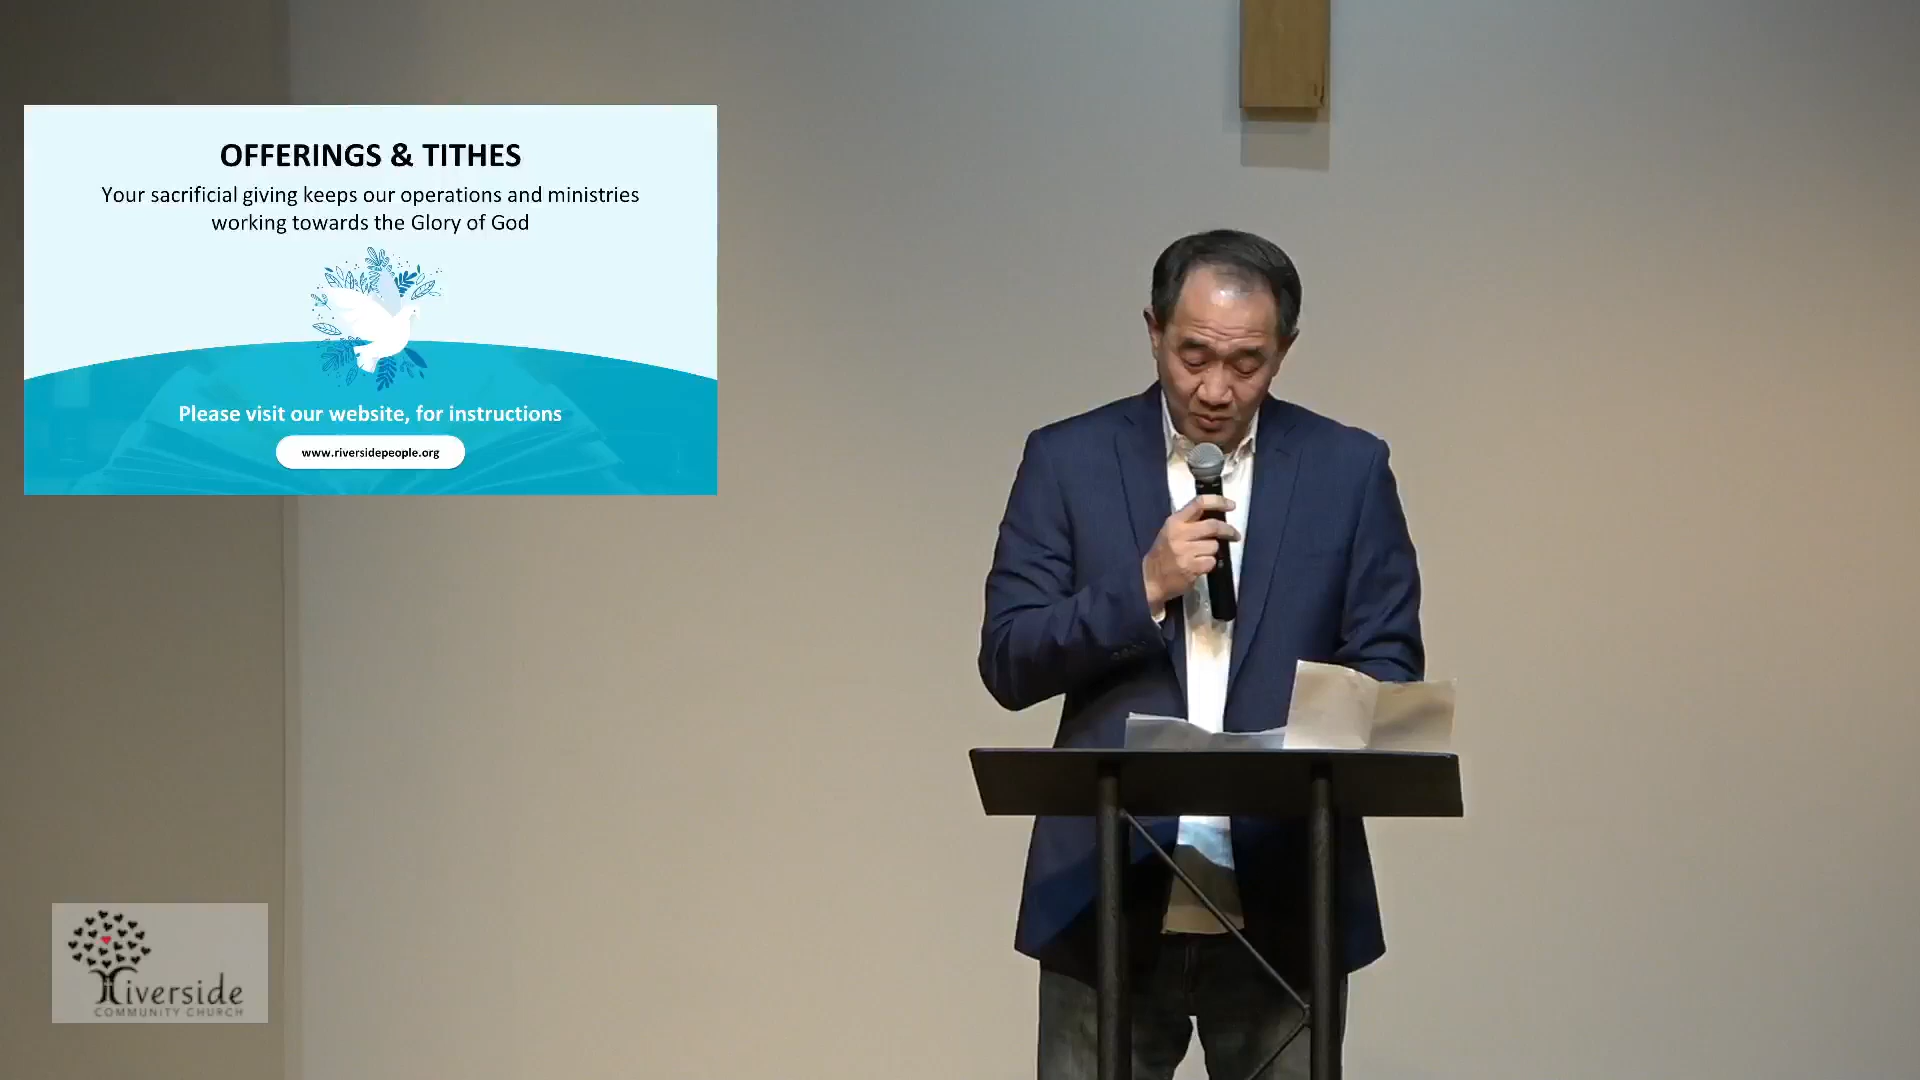 OFFERINGS & TITHES
Your sacrificial giving keeps our operations and ministries
working towards the Glory of God
Please visit our website, for instructions
www.riversidepeople.org
Riverside
COMMUNITY CHURCH